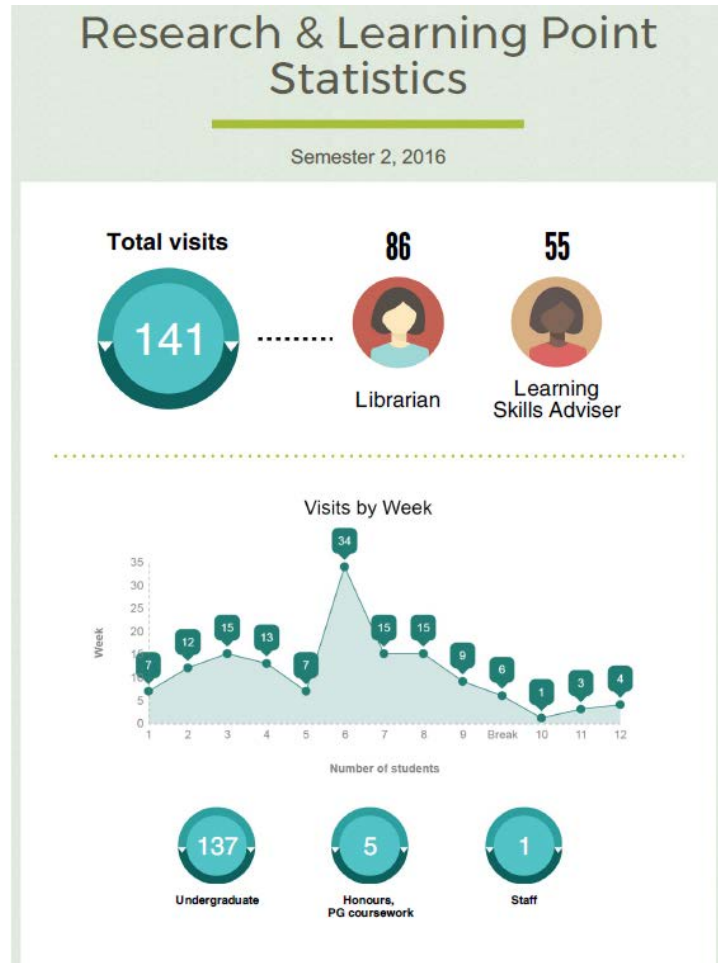 Research & Learning Point
Statistics
Semester 2, 2016
Total visits
86
55
141
Librarian
Learning
Skills Adviser
Visits by Week
34
35
30
25
20
15
10
5
0
Week
7
12
15
13
7
15
15
9
6
1
3
4
1 2 3 4 5 6 7 8 9 Break 10 11 12
Number of students
137
5
1
Undergraduate
Honours,
PG coursework
Staff